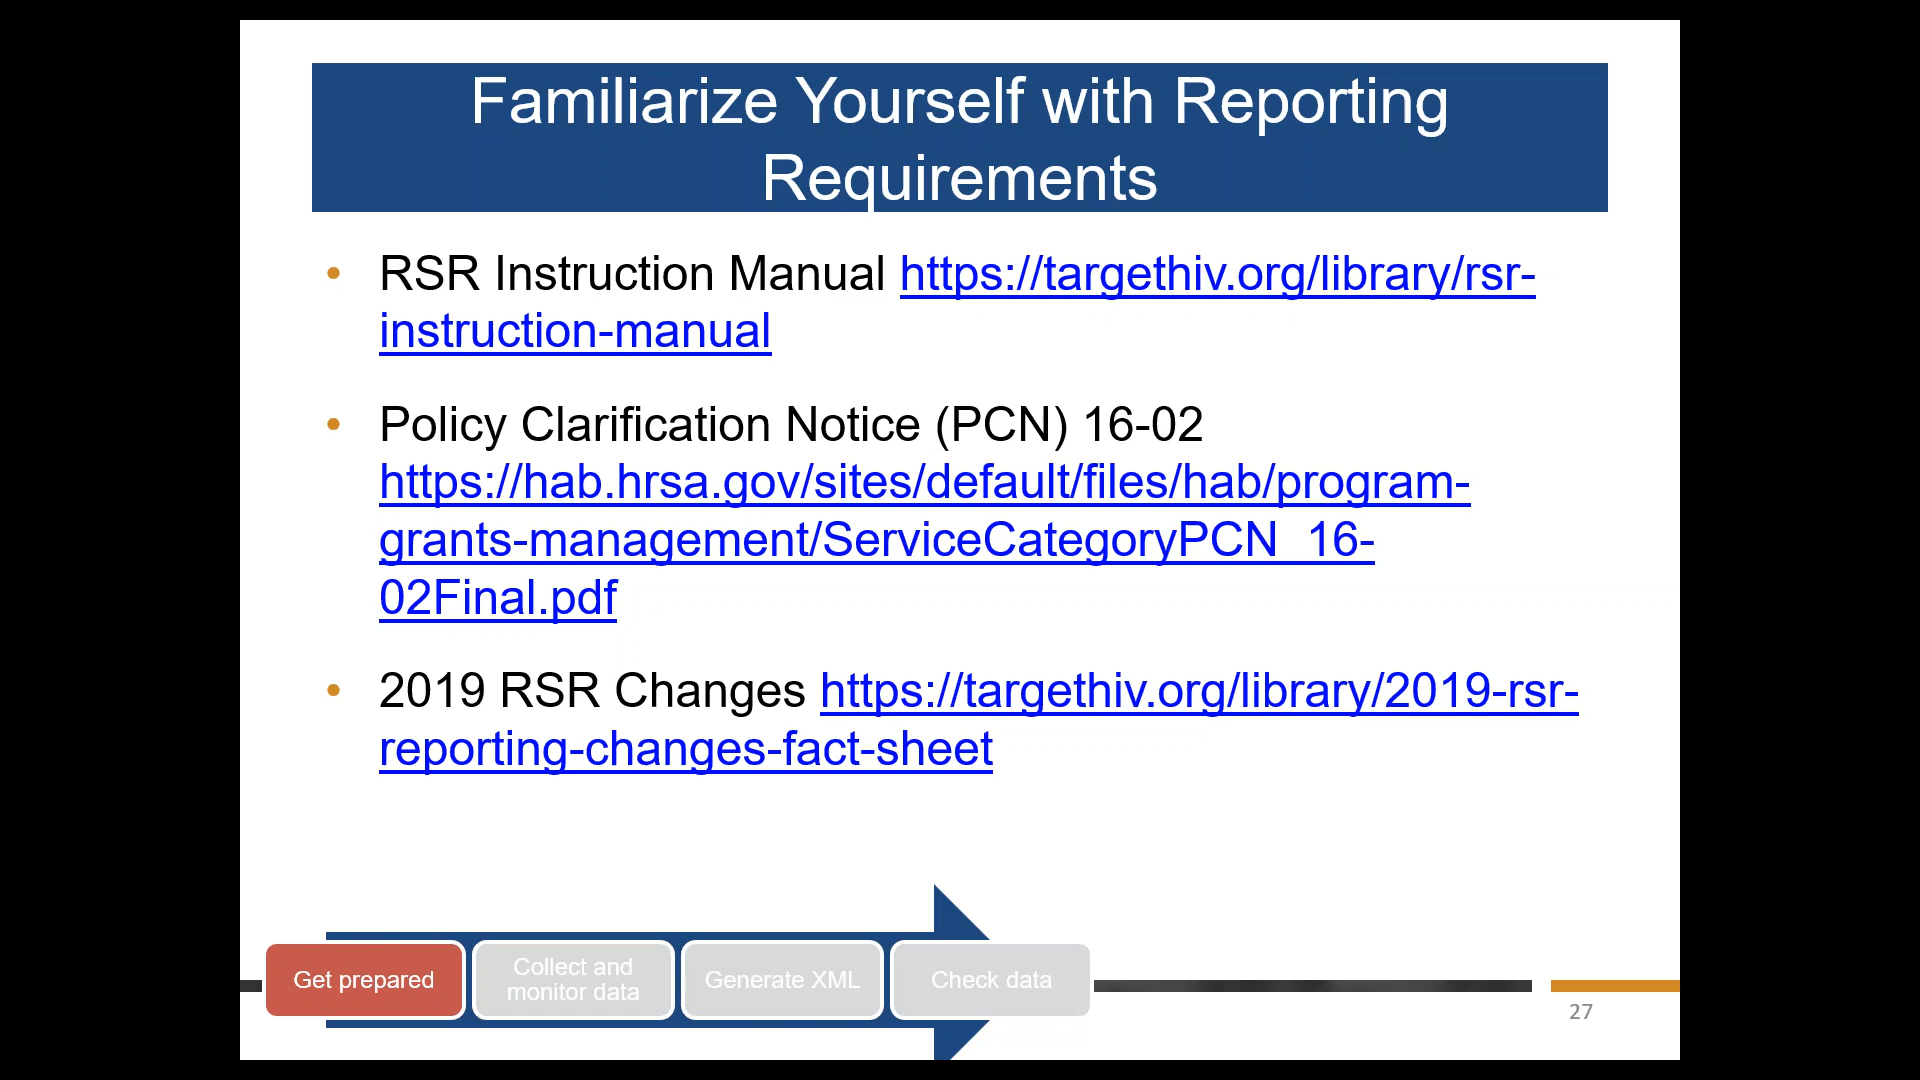 Familiarize Yourself with Reporting
Requirements
• RSR Instruction Manual https://targethiv.org/library/rsr-
instruction-manual
• Policy Clarification Notice (PCN) 16-02
https://hab.hrsa.gov/sites/default/files/hab/program-
grants-management/ServiceCategoryPCN_16-
02Final.pdf
• 2019 RSR Changes https://targethiv.org/library/2019-rsr-
reporting-changes-fact-sheet
Get prepared
Collect and
monitor data
Generate XML
Check data
27